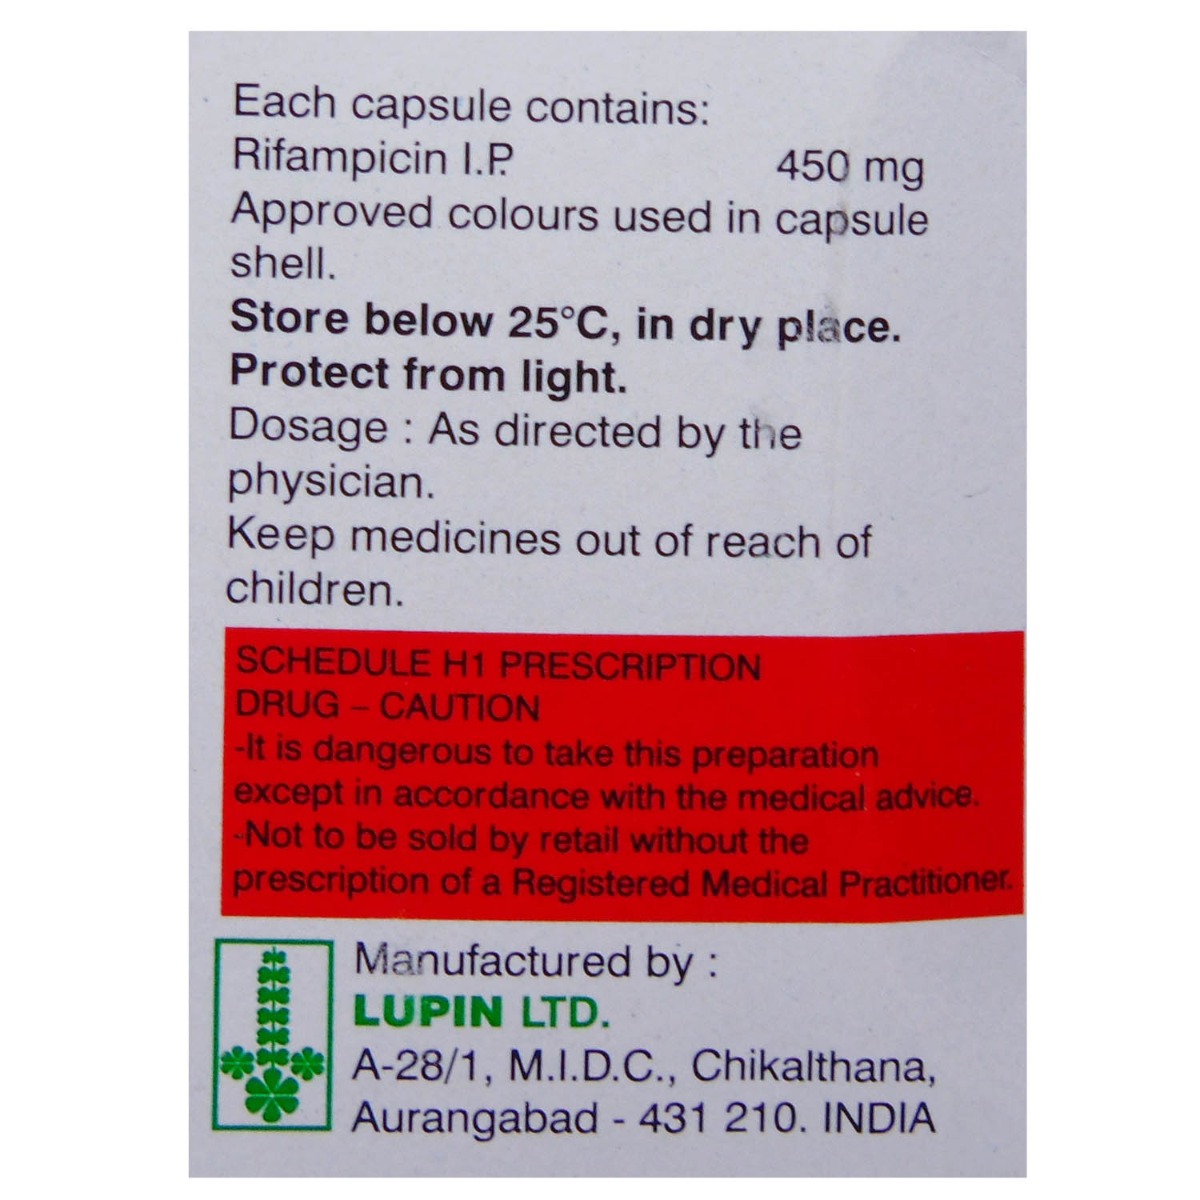 Each capsule contains:
Rifampicin I.P. 450 mg
Approved colours used in capsule
shell.
Store below 25°C, in dry place.
Protect from light.
Dosage : As directed by the
physician.
Keep medicines out of reach of
children.
SCHEDULE H1 PRESCRIPTION
DRUG – CAUTION
-It is dangerous to take this preparation
except in accordance with the medical advice.
-Not to be sold by retail without the
prescription of a Registered Medical Practitioner.
Manufactured by :
LUPIN LTD.
A-28/1, M.I.D.C., Chikalthana,
Aurangabad - 431 210. INDIA